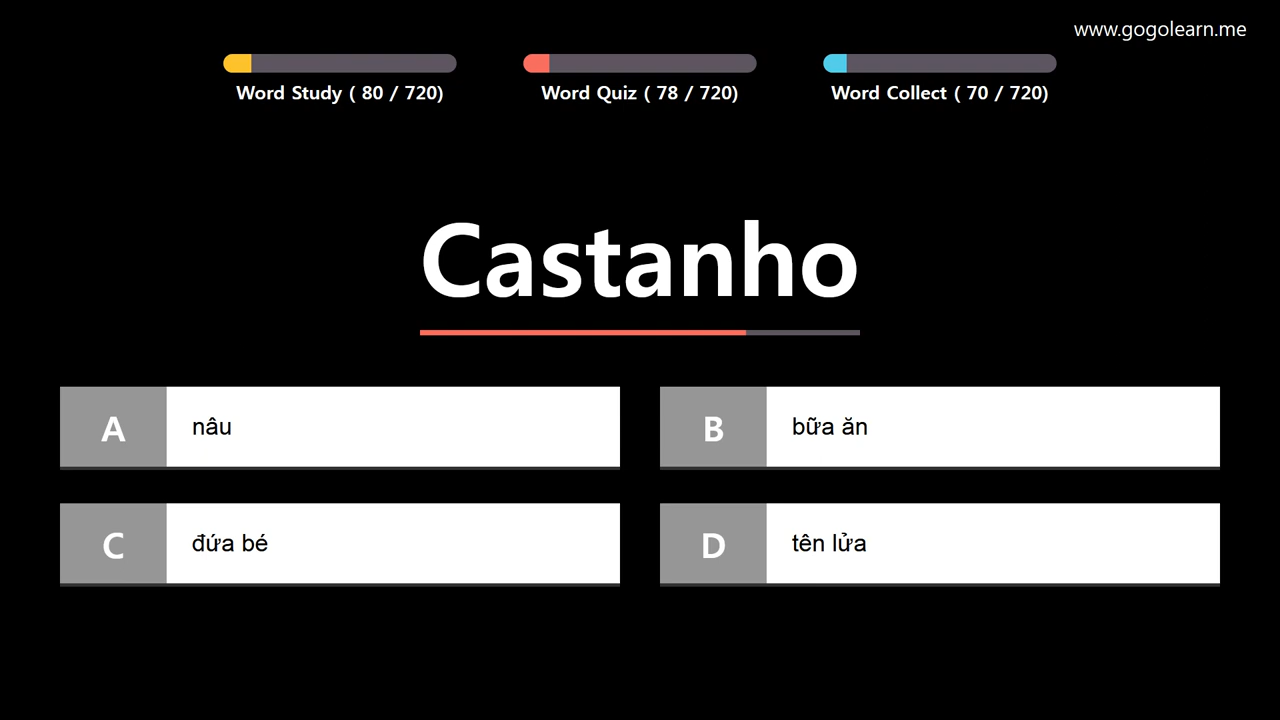 www.gogolearn.me
Word Study ( 80 / 720)
Word Quiz ( 78 / 720)
Word Collect ( 70 / 720)
Castanho
A
nâu
B
bữa ăn
C
đứa bé
D
tên lửa